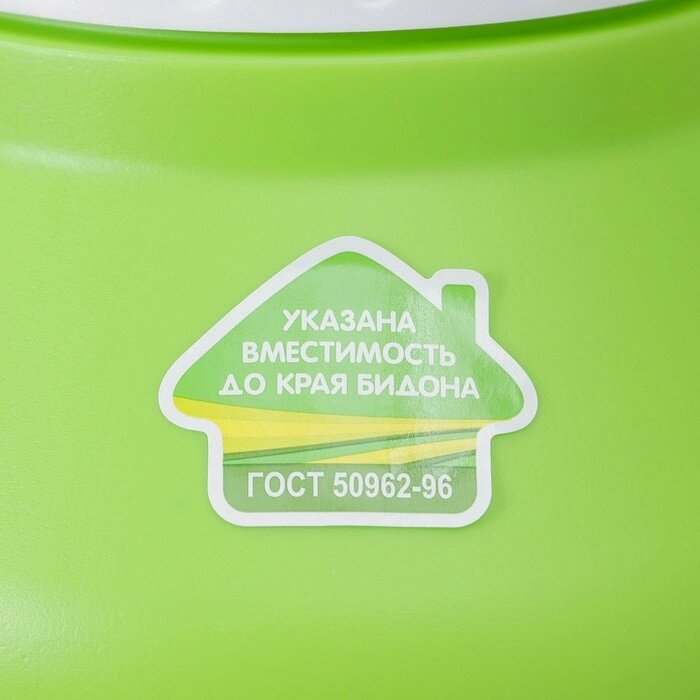 УКАЗАНА
ВМЕСТИМОСТЬ
ДО КРАЯ БИДОНА
ГОСТ 50962-96